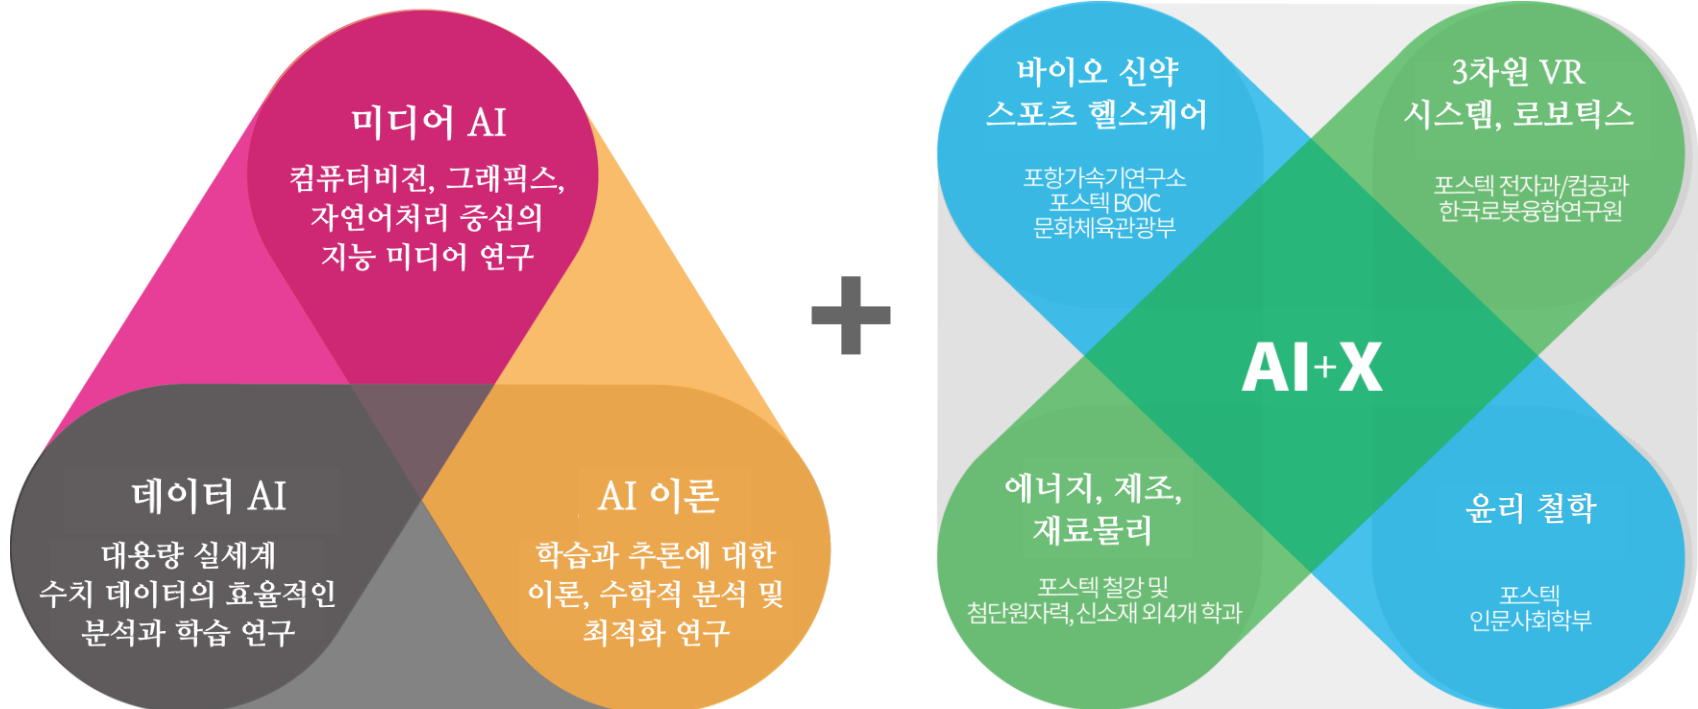 미디어 AI
컴퓨터비전, 그래픽스,
자연어처리 중심의
지능 미디어 연구
데이터 AI
대용량 실세계
수치 데이터의 효율적인
분석과 학습 연구
AI 이론
학습과 추론에 대한
이론, 수학적 분석 및
최적화 연구
+
바이오 신약
스포츠 헬스케어
포항가속기연구소
포스텍 BOIC
문화체육관광부
3차원 VR
시스템, 로보틱스
포스텍 전자과/컴공과
한국로봇융합연구원
AI+X
에너지, 제조,
재료물리
포스텍 철강 및
첨단원자력, 신소재 외 4개 학과
윤리 철학
포스텍
인문사회학부